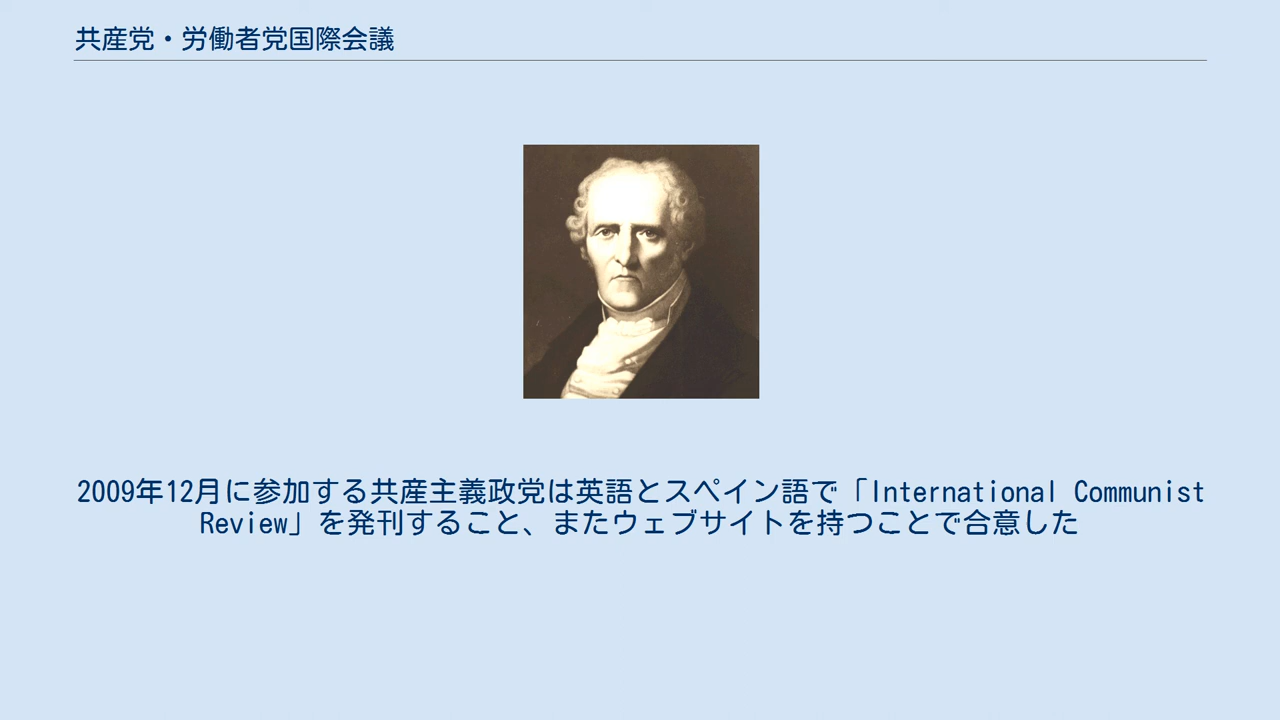 共産党・労働者党国際会議
2009年12月に参加する共産主義政党は英語とスペイン語で「International Communist
Review」を発刊すること、またウェブサイトを持つことで合意した